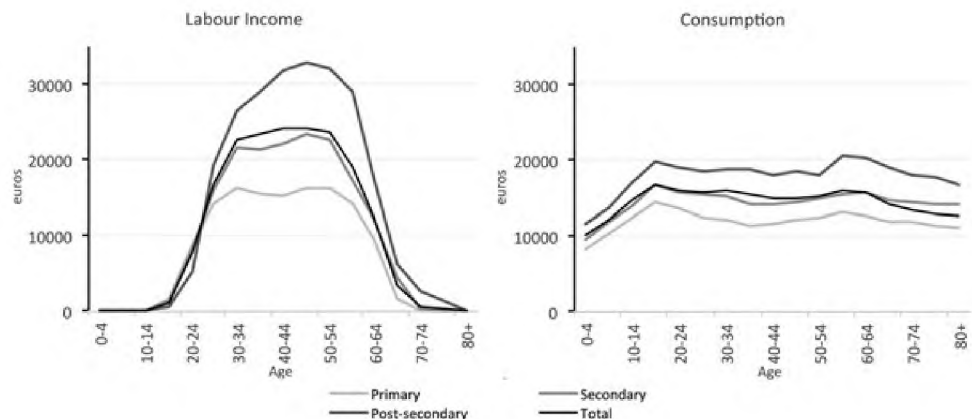 Labour Income
30000
20000
10000
0
euros
0-4
10-14
20-24
30-34
40-44
50-54
60-64
70-74
80+
Age
Consumption
30000
20000
10000
0
euros
0-4
10-14
20-24
30-34
40-44
50-54
60-64
70-74
80+
Age
Primary
Secondary
Post-secondary
Total